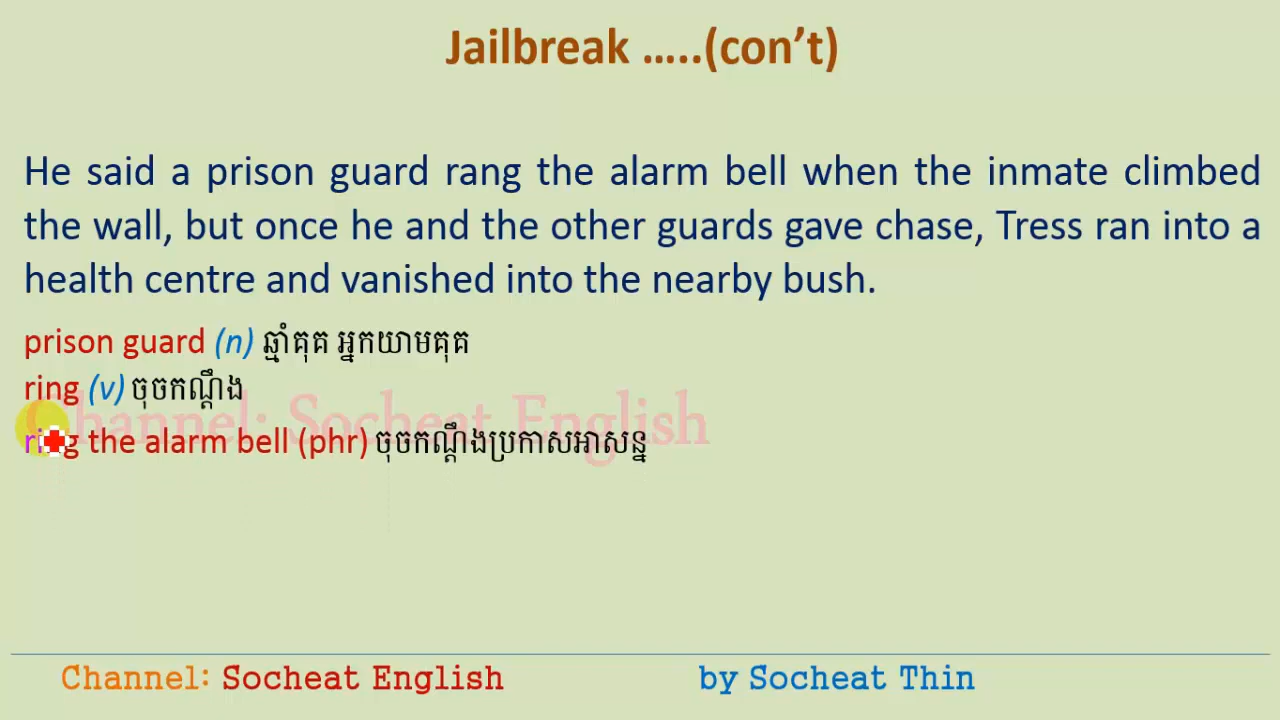 Jailbreak …..(con’t)
He said a prison guard rang the alarm bell when the inmate climbed
the wall, but once he and the other guards gave chase, Tress ran into a
health centre and vanished into the nearby bush.
prison guard (n) ឆ្មាំគុគ អ្នកយាមគុគ
ring (v) ចុចកណ្ដឹង
Channel: Socheat English
ring the alarm bell (phr) ចុចកណ្ដឹងប្រកាសអាសន្ន
Channel: Socheat English by Socheat Thin